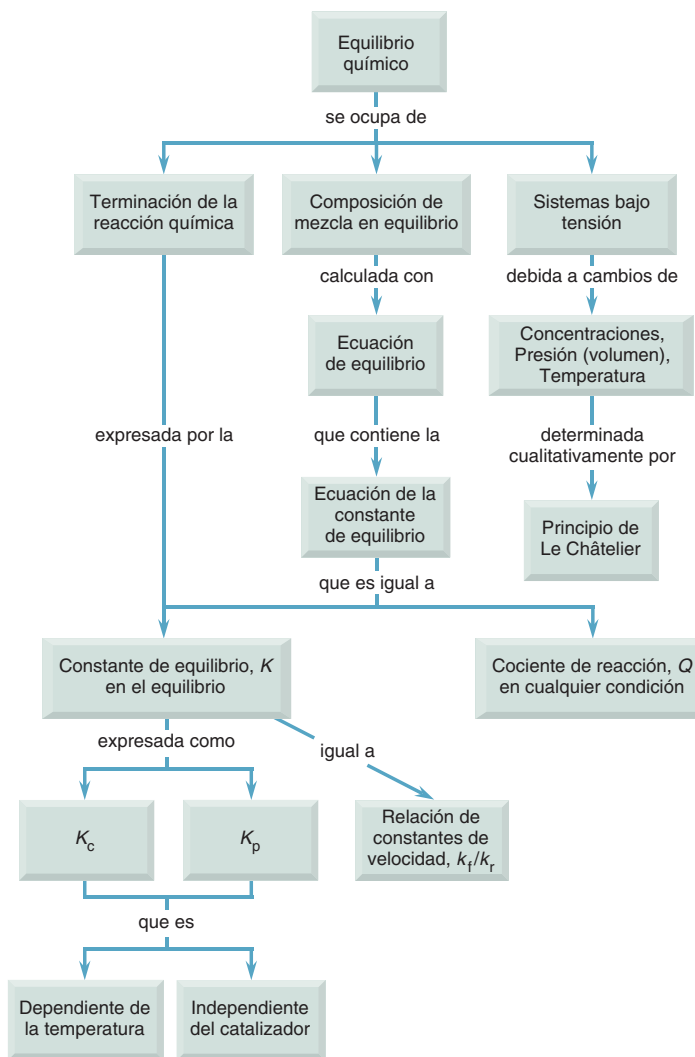 Equilibrio
químico
se ocupa de
Terminación de la
reacción química
Composición de
mezcla en equilibrio
Sistemas bajo
tensión
calculada con
debida a cambios de
Ecuación
de equilibrio
Concentraciones,
Presión (volumen),
Temperatura
expresada por la
que contiene la
determinada
cualitativamente por
Ecuación de la
constante
de equilibrio
Principio de
Le Châtelier
que es igual a
Constante de equilibrio, K
en el equilibrio
Cociente de reacción, Q
en cualquier condición
expresada como
igual a
Kc
Kp
Relación de
constantes de
velocidad, kf/kr
que es
Dependiente de
la temperatura
Independiente
del catalizador